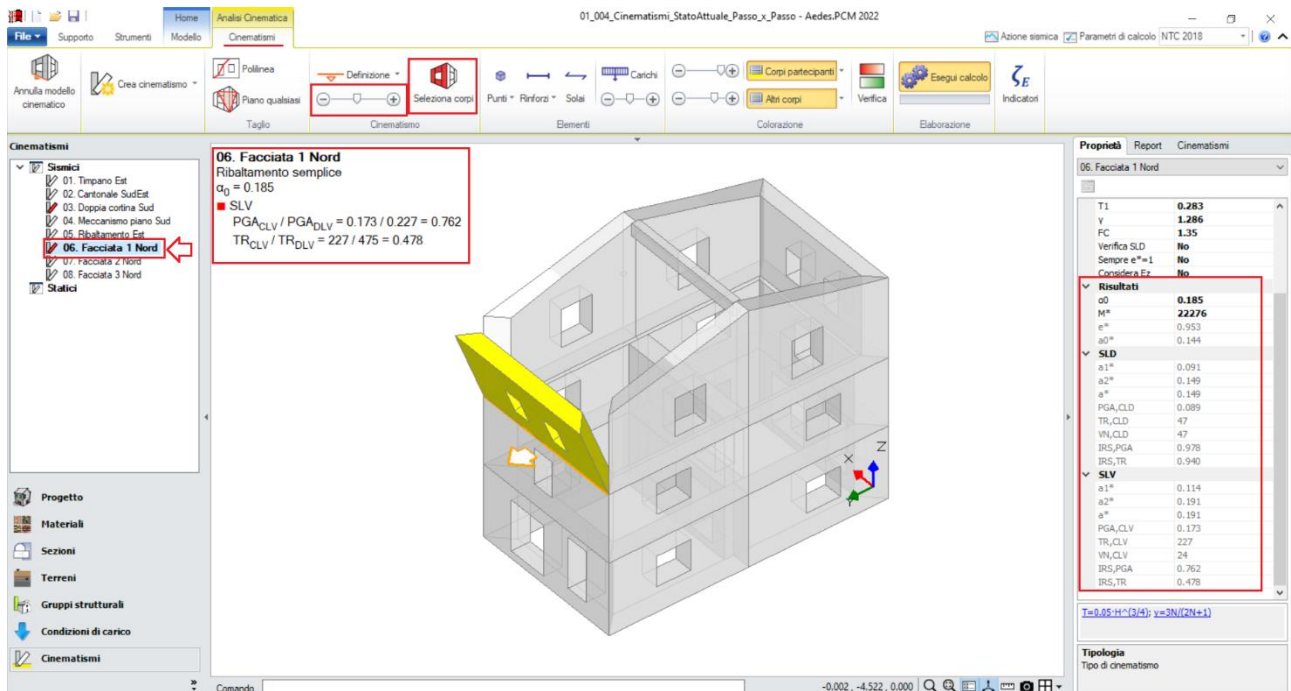 01_004_Cinematismi_StatoAttuale_Passo_x_Passo - Aedes.PCM 2022
Home
Analisi Cinematica
File
Supporto
Strumenti
Modello
Cinematismi
Azione sismica
Parametri di calcolo
NTC 2018
Annulla modello cinematico
Crea cinematismo
Polilinea
Piano qualsiasi
Taglio
Definizione
Seleziona corpi
Cinematismo
Punti
Rinforzi
Solai
Carichi
Elementi
Corpi partecipanti
Altri corpi
Verifica
Colorazione
Esegui calcolo
Elaborazione
ζE
Indicatori
Cinematismi
Sismici
01. Timpano Est
02. Cantonale SudEst
03. Doppia cortina Sud
04. Meccanismo piano Sud
05. Ribaltamento Est
06. Facciata 1 Nord
07. Facciata 2 Nord
08. Facciata 3 Nord
Statici
Progetto
Materiali
Sezioni
Terreni
Gruppi strutturali
Condizioni di carico
Cinematismi
06. Facciata 1 Nord
Ribaltamento semplice
α0 = 0.185
SLV
PGACLV / PGADLV = 0.173 / 0.227 = 0.762
TRCLV / TRDLV = 227 / 475 = 0.478
X
Y
Z
Comando
-0.002 , -4.522 , 0.000
Proprietà Report Cinematismi
06. Facciata 1 Nord
T1 0.283
γ 1.286
FC 1.35
Verifica SLD No
Sempre e*=1 No
Considera Ez No
Risultati
α0 0.185
M* 22276
e* 0.953
a0* 0.144
SLD
a1* 0.091
a2* 0.149
a* 0.149
PGA,CLD 0.089
TR,CLD 47
VN,CLD 47
IRS,PGA 0.978
IRS,TR 0.940
SLV
a1* 0.114
a2* 0.191
a* 0.191
PGA,CLV 0.173
TR,CLV 227
VN,CLV 24
IRS,PGA 0.762
IRS,TR 0.478
T=0.05·H^(3/4); γ=3N/(2N+1)
Tipologia
Tipo di cinematismo